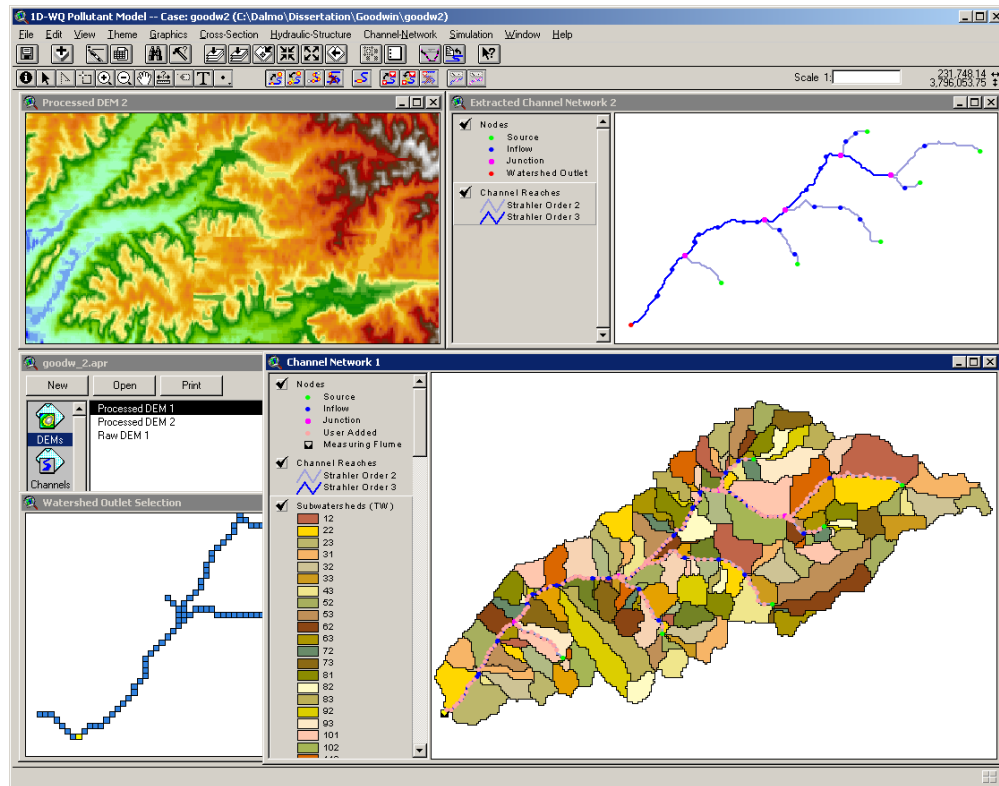 1D-WQ Pollutant Model -- Case: goodw2 (C:\Dalmo\Dissertation\Goodwin\goodw2)
File Edit View Theme Graphics Cross-Section Hydraulic-Structure Channel-Network Simulation Window Help
Scale 1:
231,748.14
3,796,053.75
Processed DEM 2
Extracted Channel Network 2
Nodes
Source
Inflow
Junction
Watershed Outlet
Channel Reaches
Strahler Order 2
Strahler Order 3
goodw_2.apr
New Open Print
DEMs
Channels
Processed DEM 1
Processed DEM 2
Raw DEM 1
Watershed Outlet Selection
Channel Network 1
Nodes
Source
Inflow
Junction
User Added
Measuring Flume
Channel Reaches
Strahler Order 2
Strahler Order 3
Subwatersheds (TW)
12
22
23
31
32
33
43
52
53
62
63
72
73
81
82
83
92
93
101
102